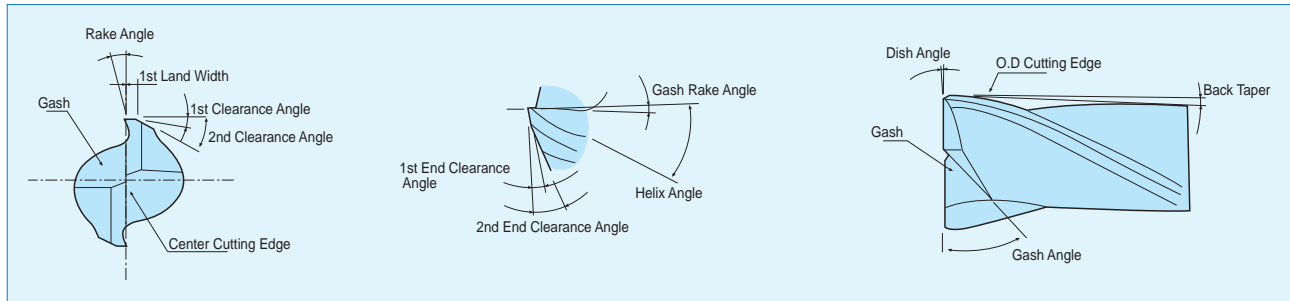 Rake Angle
1st Land Width
Gash
1st Clearance Angle
2nd Clearance Angle
Center Cutting Edge
Gash Rake Angle
1st End Clearance
Angle
Helix Angle
2nd End Clearance Angle
Dish Angle
O.D Cutting Edge
Back Taper
Gash
Gash Angle